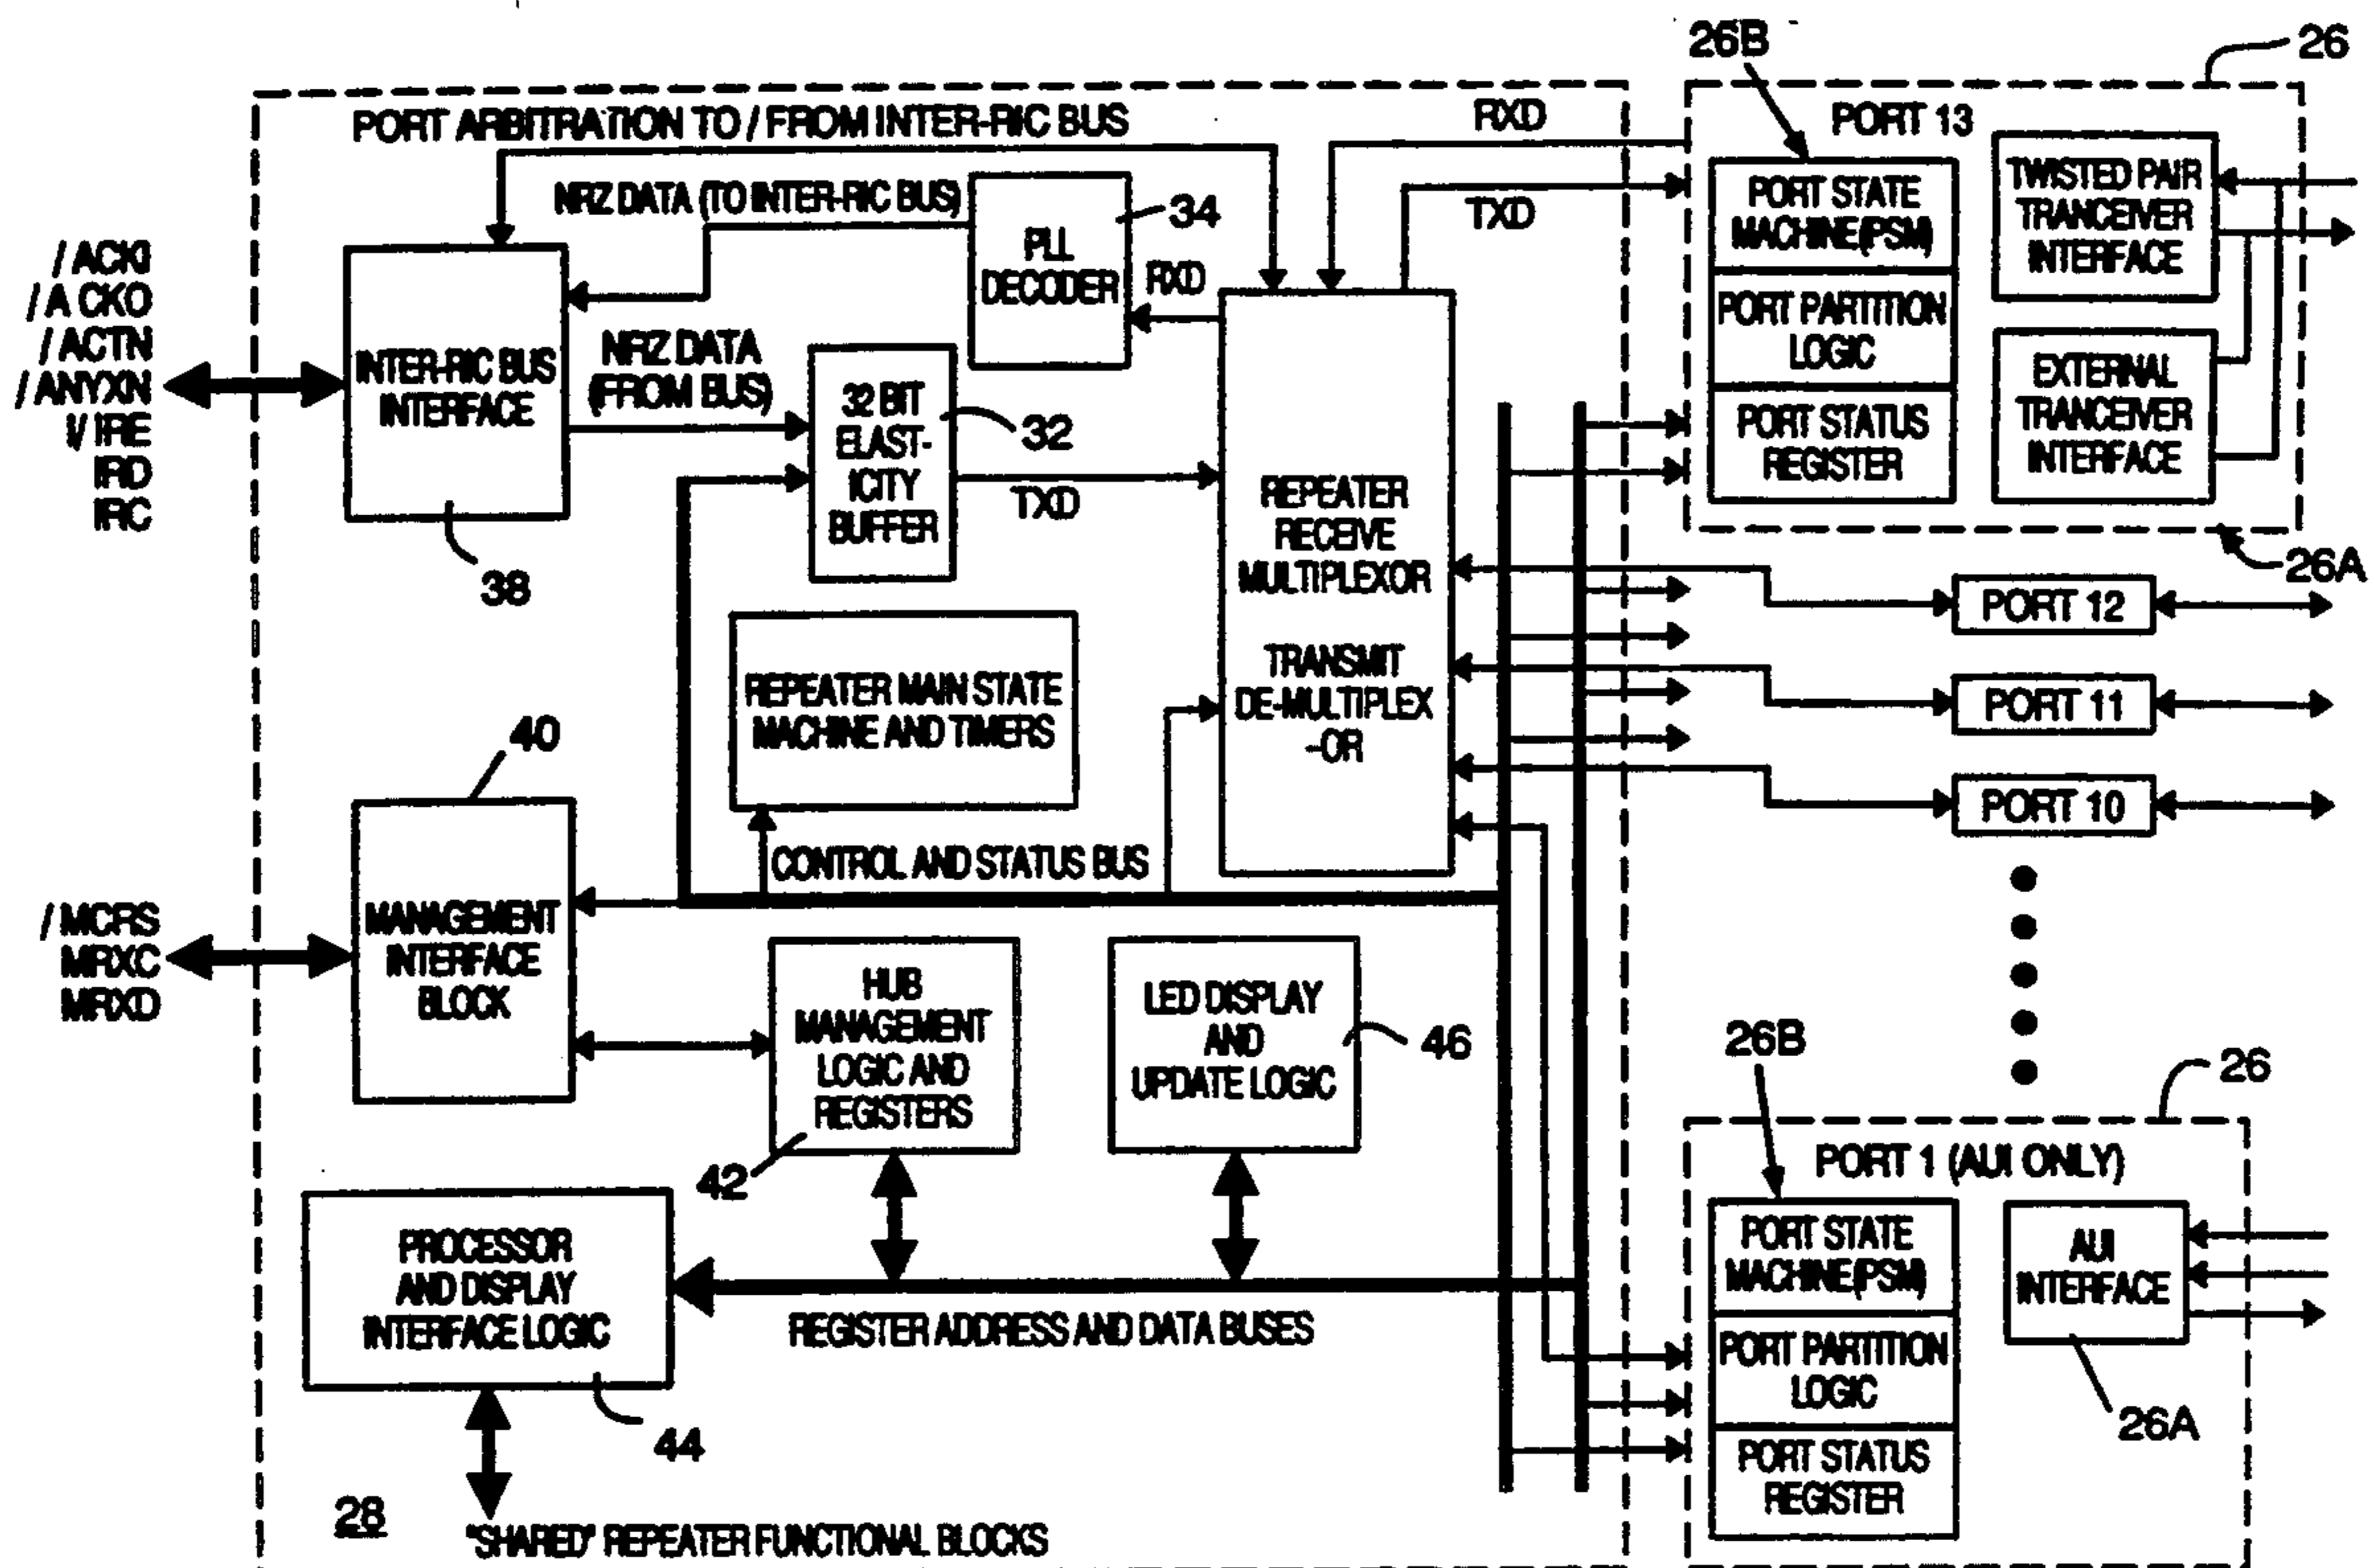 26B
26
PORT ARBITRATION TO / FROM INTER-RIC BUS
RXD
TXD
PORT 13
PORT STATE
MACHINE(PSM)
PORT PARTITION
LOGIC
PORT STATUS
REGISTER
TWISTED PAIR
TRANCEIVER
INTERFACE
EXTERNAL
TRANCEIVER
INTERFACE
26A
NRZ DATA (TO INTER-RIC BUS)
PLL
DECODER
34
RXD
/ ACKI
/ A CKO
/ ACTN
/ ANYXN
I/ IRE
IRD
IRC
INTER-RIC BUS
INTERFACE
38
NRZ DATA
(FROM BUS)
32 BIT
ELAST-
ICITY
BUFFER
32
TXD
REPEATER
RECEIVE
MULTIPLEXOR
TRANSMIT
DE-MULTIPLEX
-OR
PORT 12
PORT 11
PORT 10
REPEATER MAIN STATE
MACHINE AND TIMERS
40
CONTROL AND STATUS BUS
/ MCRS
MRXC
MRXD
MANAGEMENT
INTERFACE
BLOCK
HUB
MANAGEMENT
LOGIC AND
REGISTERS
42
LED DISPLAY
AND
UPDATE LOGIC
46
26B
26
PORT 1 (AUI ONLY)
PORT STATE
MACHINE(PSM)
PORT PARTITION
LOGIC
PORT STATUS
REGISTER
AUI
INTERFACE
26A
PROCESSOR
AND DISPLAY
INTERFACE LOGIC
44
REGISTER ADDRESS AND DATA BUSES
28
"SHARED" REPEATER FUNCTIONAL BLOCKS